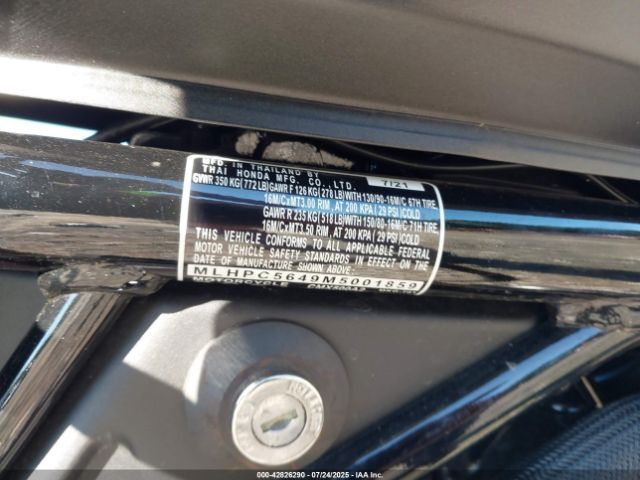 MFD. IN THAILAND BY
THAI HONDA MFG. CO., LTD. 7/21
GVWR 350 KG (772 LB) GAWR F 126 KG (278 LB) WITH 130/90-16M/C 67H TIRE
16M/CxMT3.00 RIM, AT 200 KPA ( 29 PSI )COLD
GAWR R 235 KG (518 LB) WITH 150/80-16M/C 71H TIRE
16M/CxMT3.50 RIM, AT 200 KPA ( 29 PSI )COLD
THIS VEHICLE CONFORMS TO ALL APPLICABLE FEDERAL
MOTOR VEHICLE SAFETY STANDARDS IN EFFECT ON THE
DATE OF MANUFACTURE SHOWN ABOVE.
MLHPC5649M5001859
MOTORCYCLE
000-42826290 - 07/24/2025 - COPYRIGHT IAA, LLC